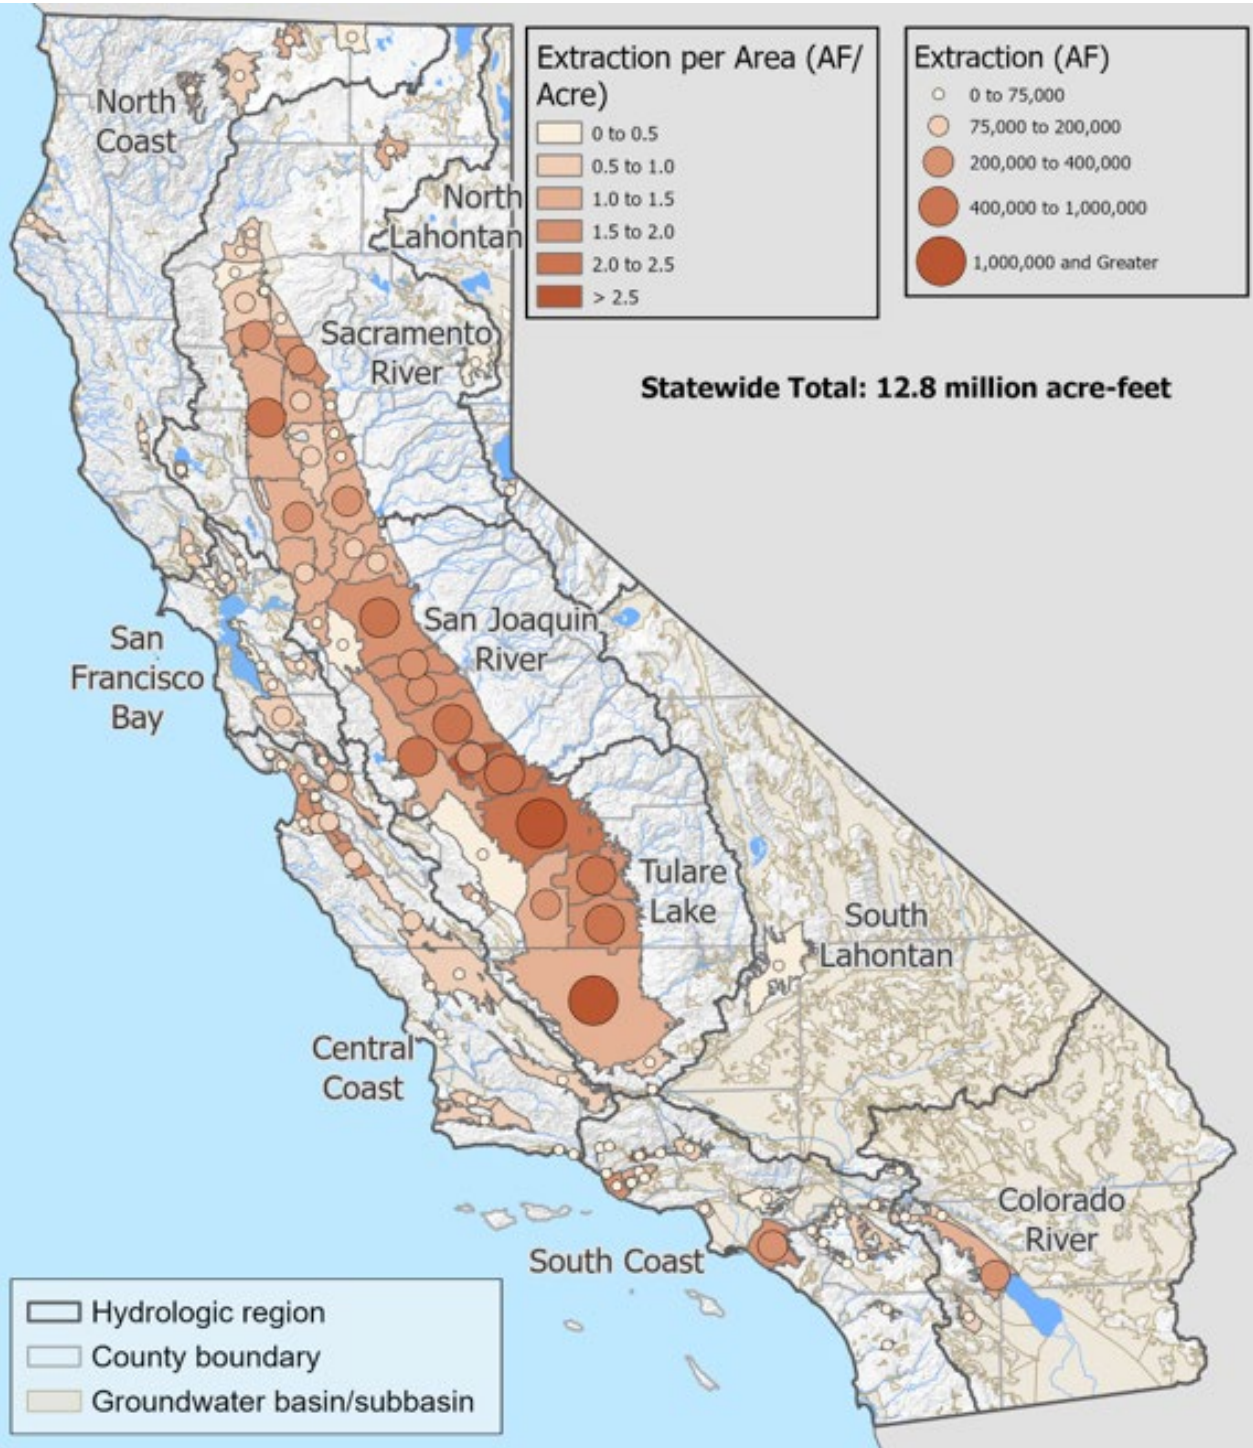 Extraction per Area (AF/
Acre)
0 to 0.5
0.5 to 1.0
1.0 to 1.5
1.5 to 2.0
2.0 to 2.5
> 2.5
Extraction (AF)
0 to 75,000
75,000 to 200,000
200,000 to 400,000
400,000 to 1,000,000
1,000,000 and Greater
Statewide Total: 12.8 million acre-feet
North
Coast
North
Lahontan
Sacramento
River
San Joaquin
River
San
Francisco
Bay
Tulare
Lake
South
Lahontan
Central
Coast
Colorado
River
South Coast
Hydrologic region
County boundary
Groundwater basin/subbasin